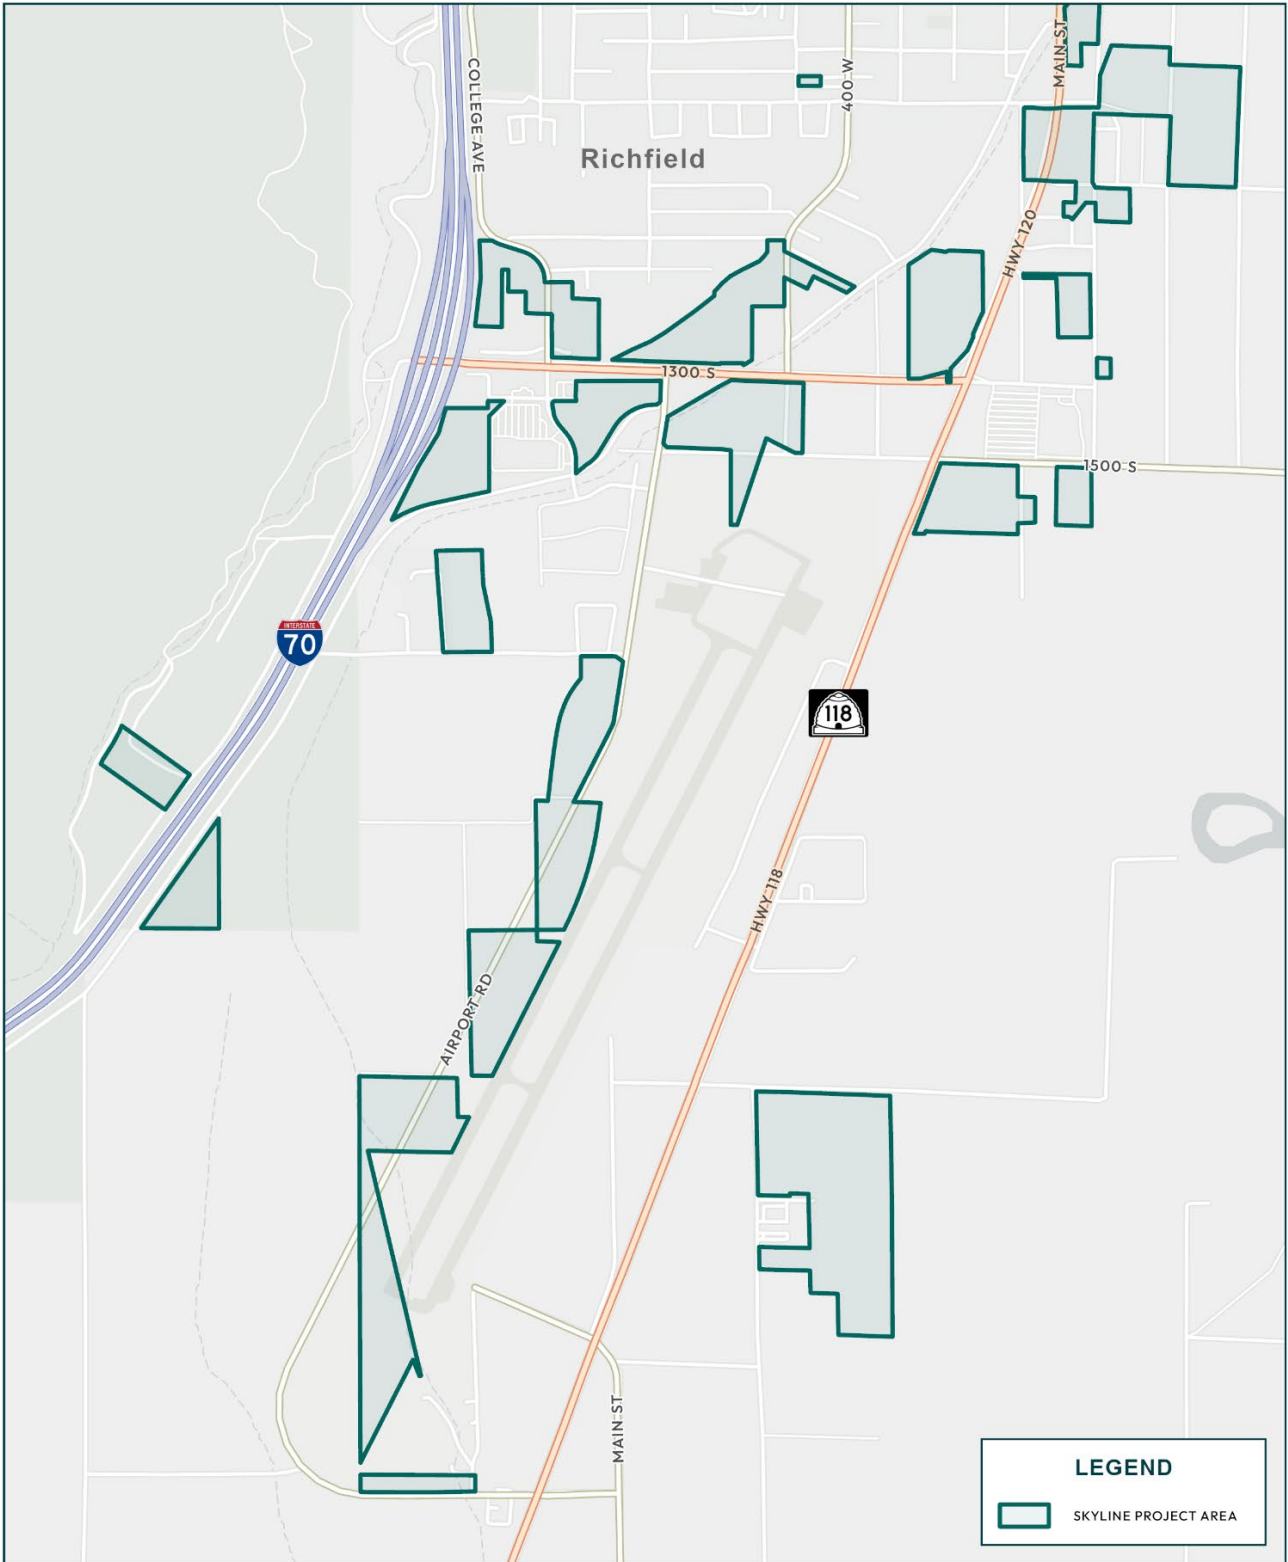 MAIN ST
COLLEGE AVE
400 W
Richfield
HWY 120
1300 S
1500 S
INTERSTATE
70
118
HWY 118
AIRPORT RD
MAIN ST
LEGEND
SKYLINE PROJECT AREA